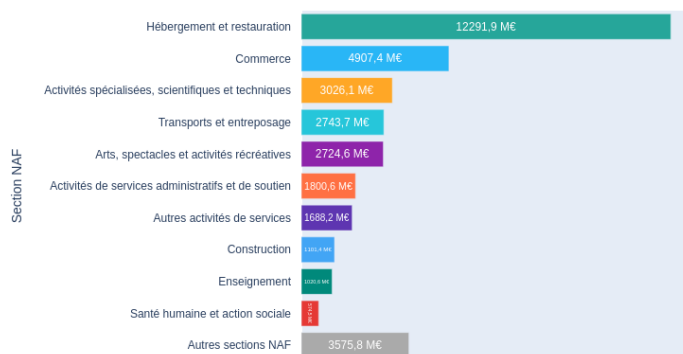 Hébergement et restauration 12291,9 M€
Commerce 4907,4 M€
Activités spécialisées, scientifiques et techniques 3026,1 M€
Transports et entreposage 2743,7 M€
Arts, spectacles et activités récréatives 2724,6 M€
Activités de services administratifs et de soutien 1800,6 M€
Autres activités de services 1688,2 M€
Construction M€
Enseignement M€
Santé humaine et action sociale M€
Autres sections NAF 3575,8 M€
Section NAF